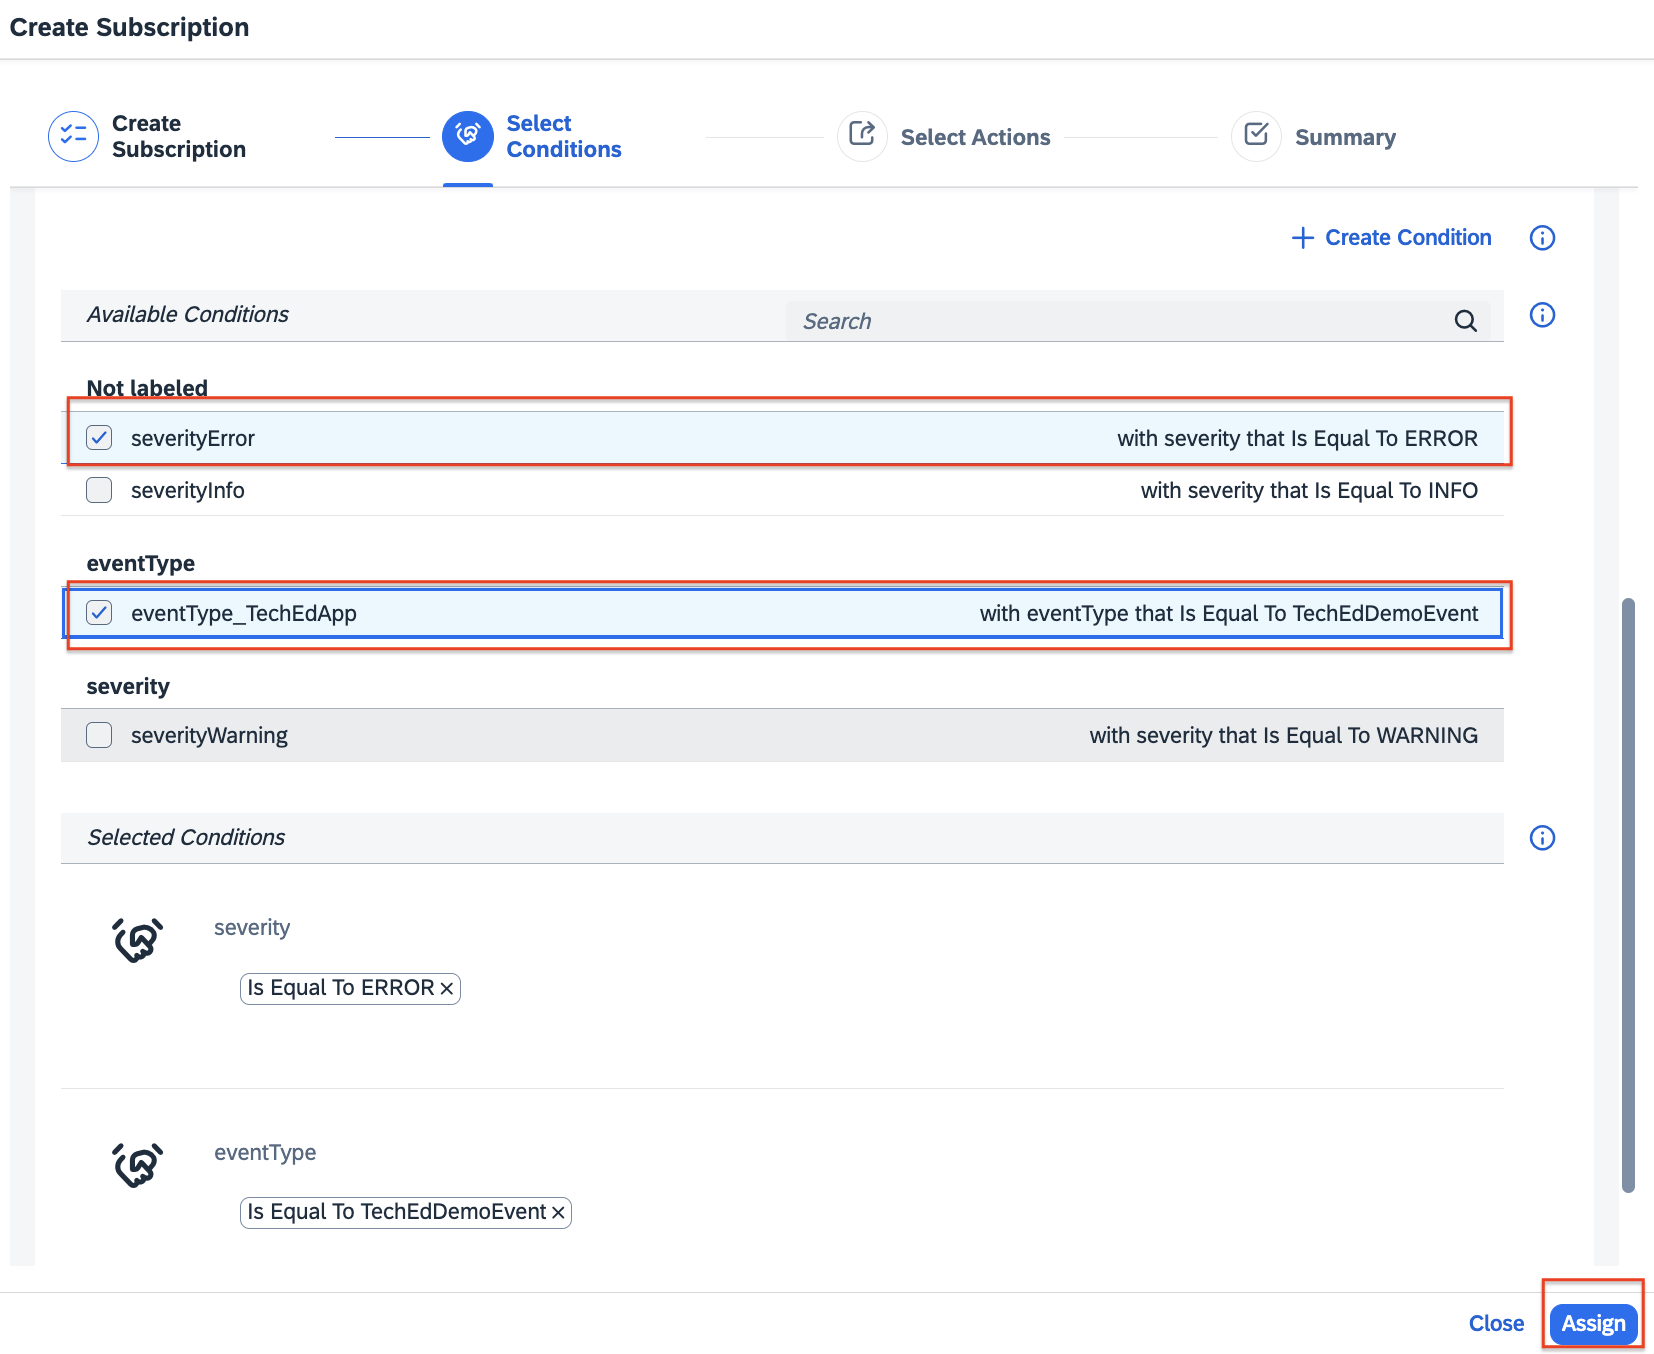 Create Subscription
Create
Subscription
Select
Conditions
Select Actions
Summary
Create Condition
Available Conditions
Search
Not labeled
severityError
with severity that Is Equal To ERROR
severityInfo
with severity that Is Equal To INFO
eventType
eventType_TechEdApp
with eventType that Is Equal To TechEdDemoEvent
severity
severityWarning
with severity that Is Equal To WARNING
Selected Conditions
severity
Is Equal To ERROR
eventType
Is Equal To TechEdDemoEvent
Close
Assign